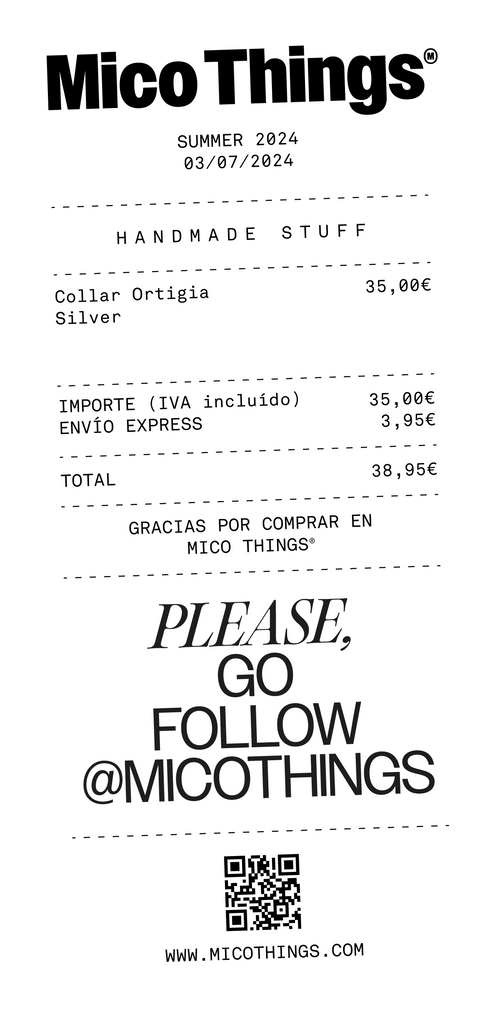 Mico Things Ⓜ
SUMMER 2024
03/07/2024
HANDMADE STUFF
Collar Ortigia 35,00€
Silver
IMPORTE (IVA incluído) 35,00€
ENVÍO EXPRESS 3,95€
TOTAL 38,95€
GRACIAS POR COMPRAR EN
MICO THINGS®
PLEASE,
GO
FOLLOW
@MICOTHINGS
WWW.MICOTHINGS.COM